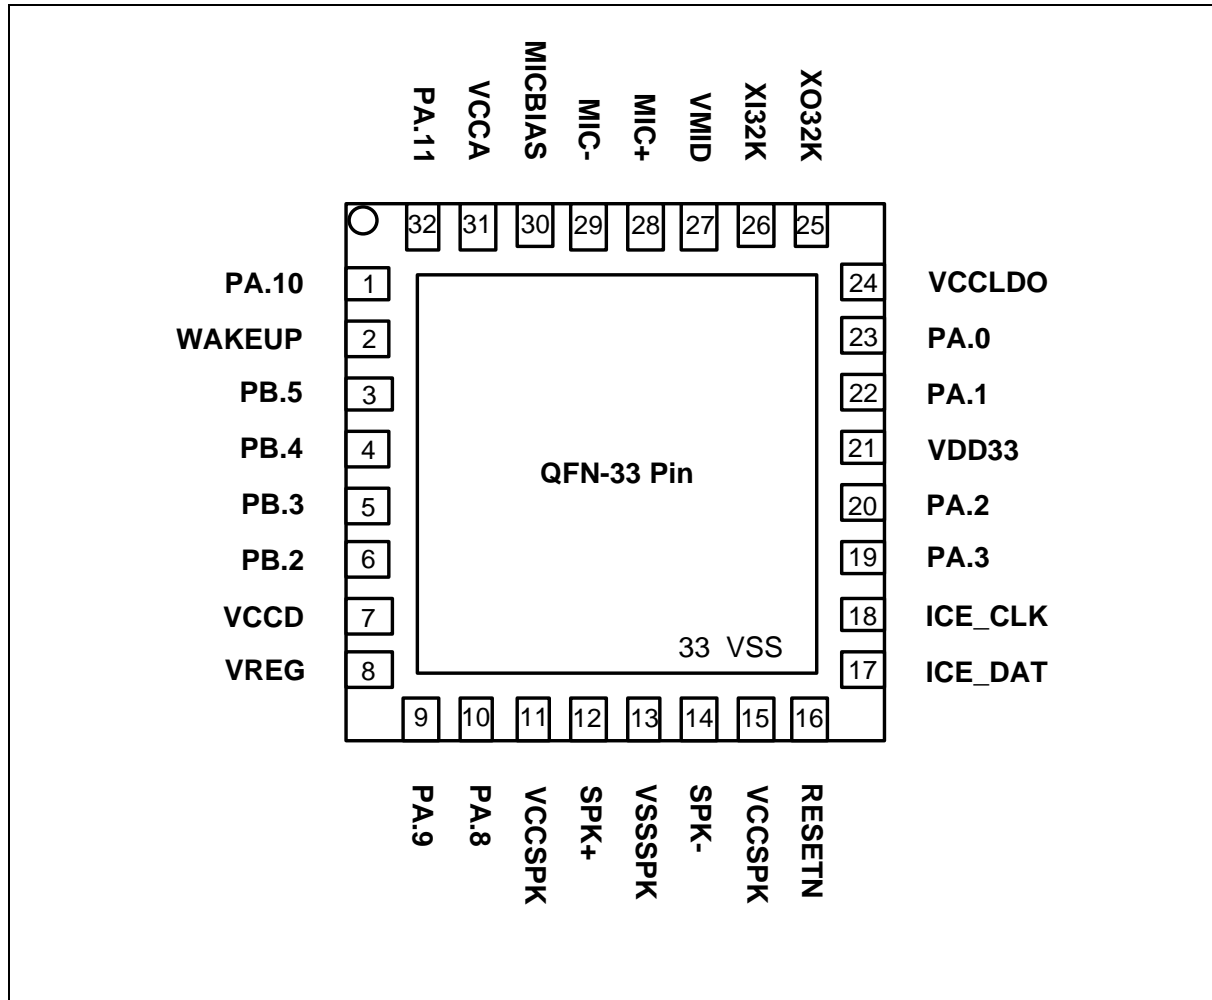 PA.11
VCCA
MICBIAS
MIC-
MIC+
VMID
XI32K
XO32K
32 31 30 29 28 27 26 25
PA.10 1
WAKEUP 2
PB.5 3
PB.4 4
PB.3 5
PB.2 6
VCCD 7
VREG 8
24 VCCLDO
23 PA.0
22 PA.1
21 VDD33
20 PA.2
19 PA.3
18 ICE_CLK
17 ICE_DAT
QFN-33 Pin
33 VSS
9 10 11 12 13 14 15 16
PA.9
PA.8
VCCSPK
SPK+
VSSSPK
SPK-
VCCSPK
RESETN